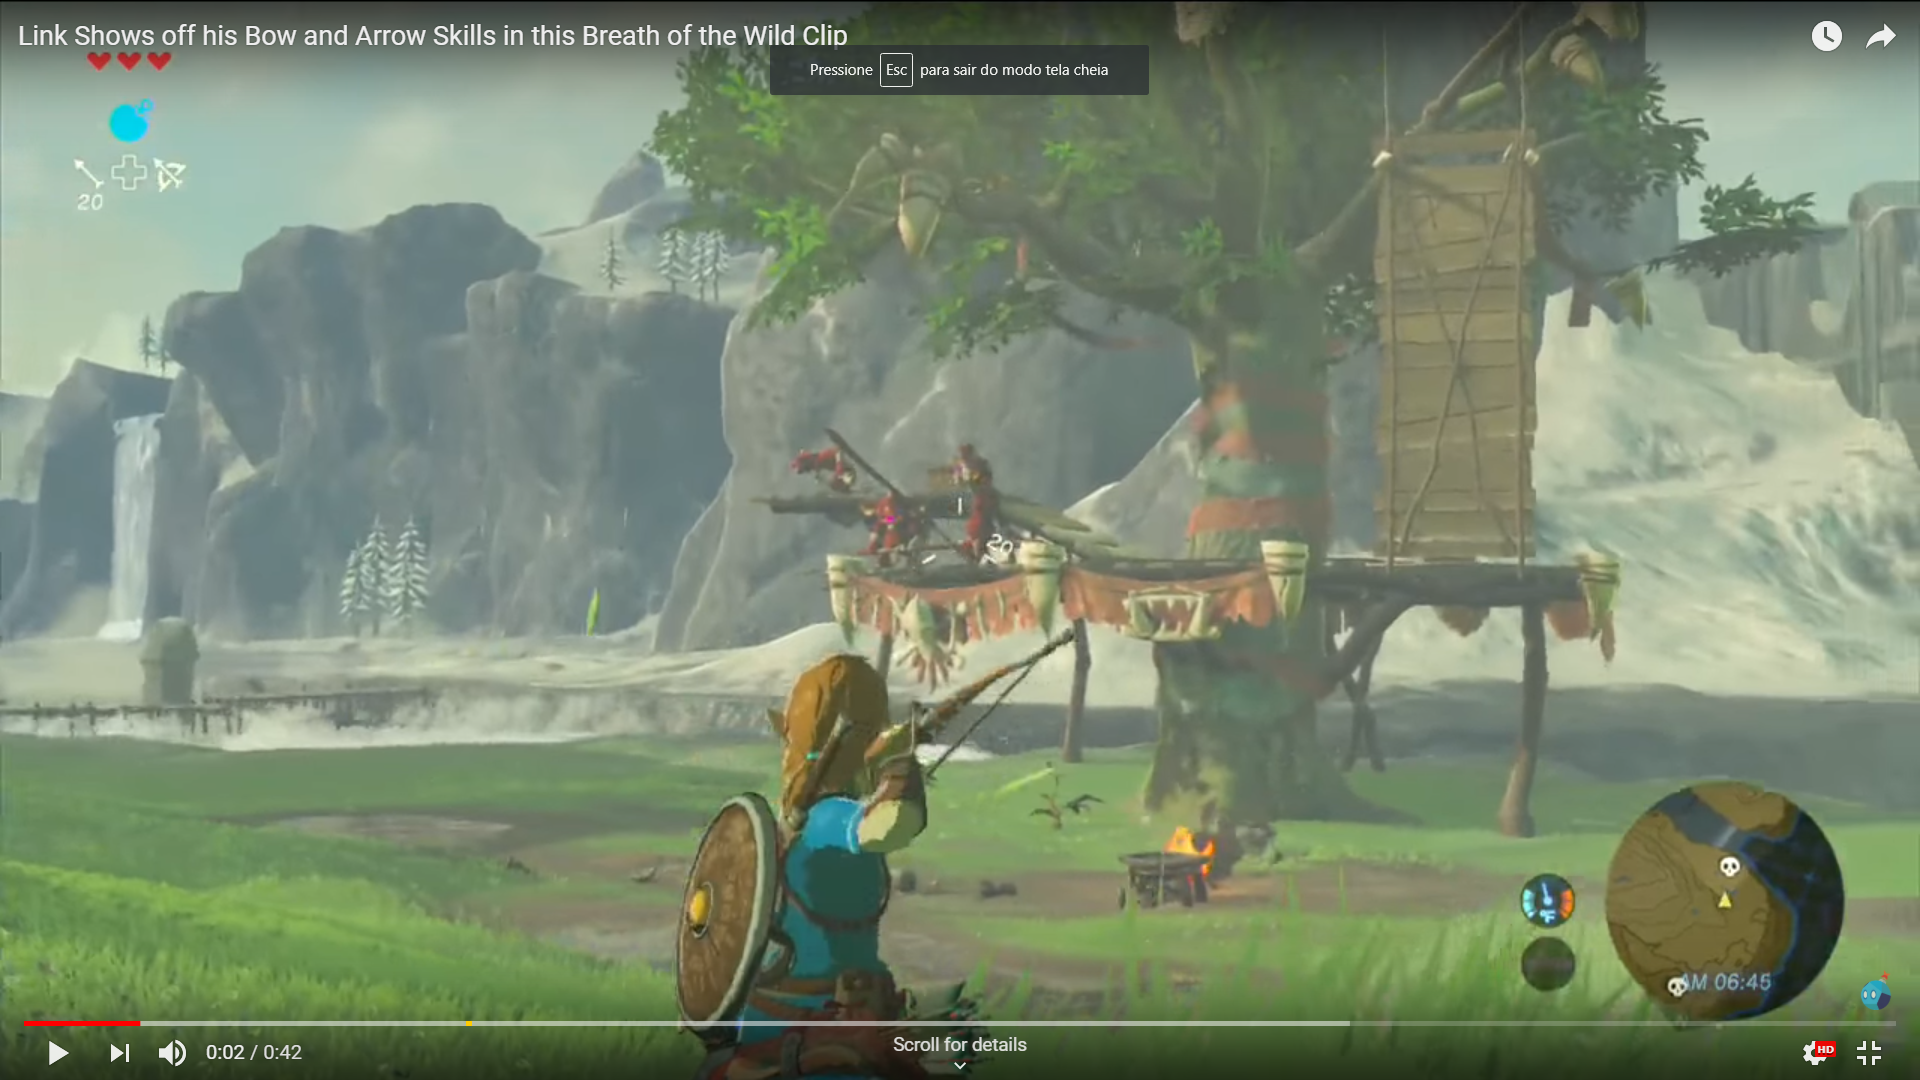 Link Shows off his Bow and Arrow Skills in this Breath of the Wild Clip
Pressione Esc para sair do modo tela cheia
20
20
°F
AM 06:45
0:02 / 0:42
Scroll for details
HD